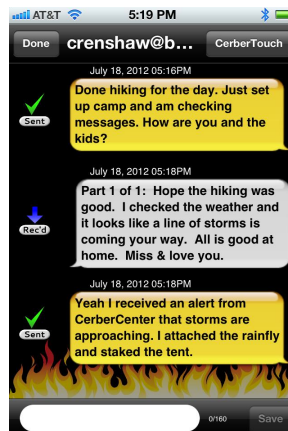 AT&T 5:19 PM
Done crenshaw@b... CerberTouch
July 18, 2012 05:16PM
Done hiking for the day. Just set
up camp and am checking
messages. How are you and the
kids?
Sent
July 18, 2012 05:18PM
Part 1 of 1: Hope the hiking was
good. I checked the weather and
it looks like a line of storms is
coming your way. All is good at
home. Miss & love you.
Rec'd
July 18, 2012 05:18PM
Yeah I received an alert from
CerberCenter that storms are
approaching. I attached the rainfly
and staked the tent.
Sent
0/160 Save